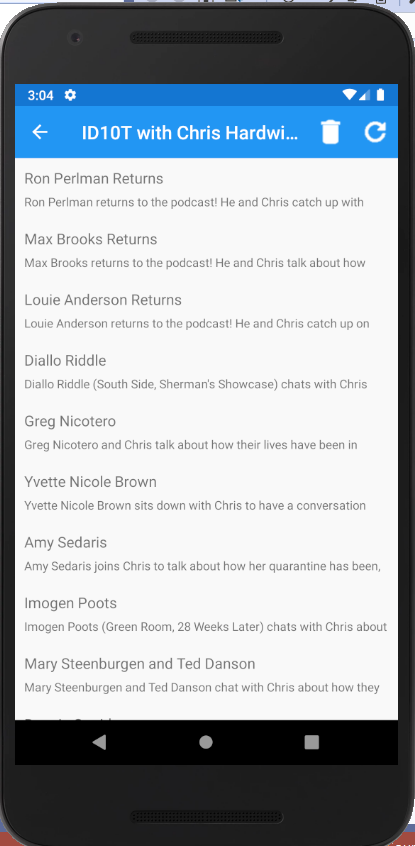 3:04
ID10T with Chris Hardwi...
Ron Perlman Returns
Ron Perlman returns to the podcast! He and Chris catch up with
Max Brooks Returns
Max Brooks returns to the podcast! He and Chris talk about how
Louie Anderson Returns
Louie Anderson returns to the podcast! He and Chris catch up on
Diallo Riddle
Diallo Riddle (South Side, Sherman's Showcase) chats with Chris
Greg Nicotero
Greg Nicotero and Chris talk about how their lives have been in
Yvette Nicole Brown
Yvette Nicole Brown sits down with Chris to have a conversation
Amy Sedaris
Amy Sedaris joins Chris to talk about how her quarantine has been,
Imogen Poots
Imogen Poots (Green Room, 28 Weeks Later) chats with Chris about
Mary Steenburgen and Ted Danson
Mary Steenburgen and Ted Danson chat with Chris about how they